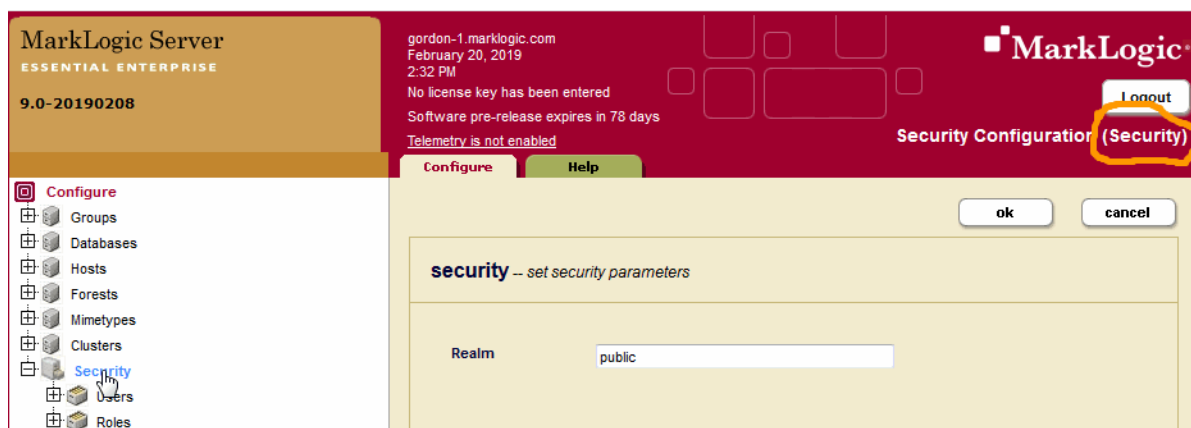 MarkLogic Server
ESSENTIAL ENTERPRISE
9.0-20190208
gordon-1.marklogic.com
February 20, 2019
2:32 PM
No license key has been entered
Software pre-release expires in 78 days
Telemetry is not enabled
MarkLogic
Logout
Security Configuration (Security)
Configure
Help
Configure
Groups
Databases
Hosts
Forests
Mimetypes
Clusters
Security
Users
Roles
ok
cancel
security -- set security parameters
Realm
public